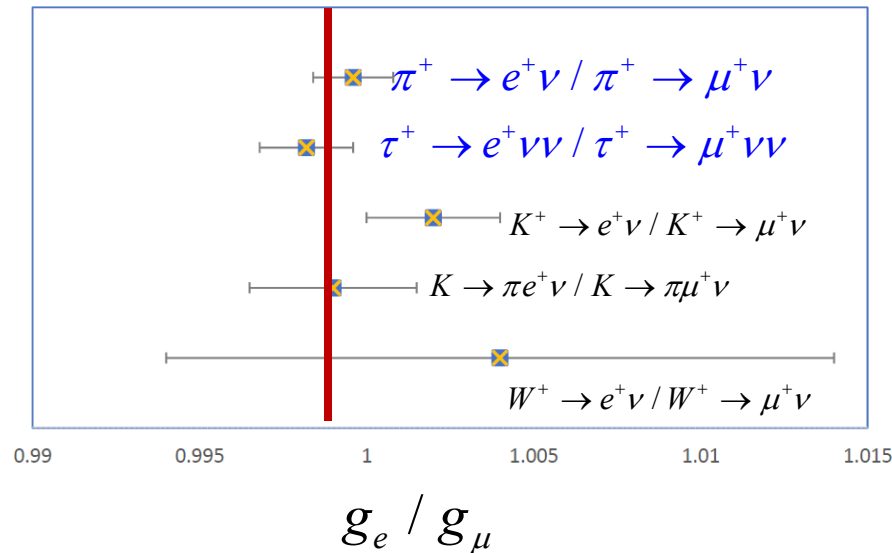 π⁺ → e⁺ν / π⁺ → μ⁺ν
τ⁺ → e⁺νν / τ⁺ → μ⁺νν
K⁺ → e⁺ν / K⁺ → μ⁺ν
K → πe⁺ν / K → πμ⁺ν
W⁺ → e⁺ν / W⁺ → μ⁺ν
0.99 0.995 1 1.005 1.01 1.015
gₑ / g_μ